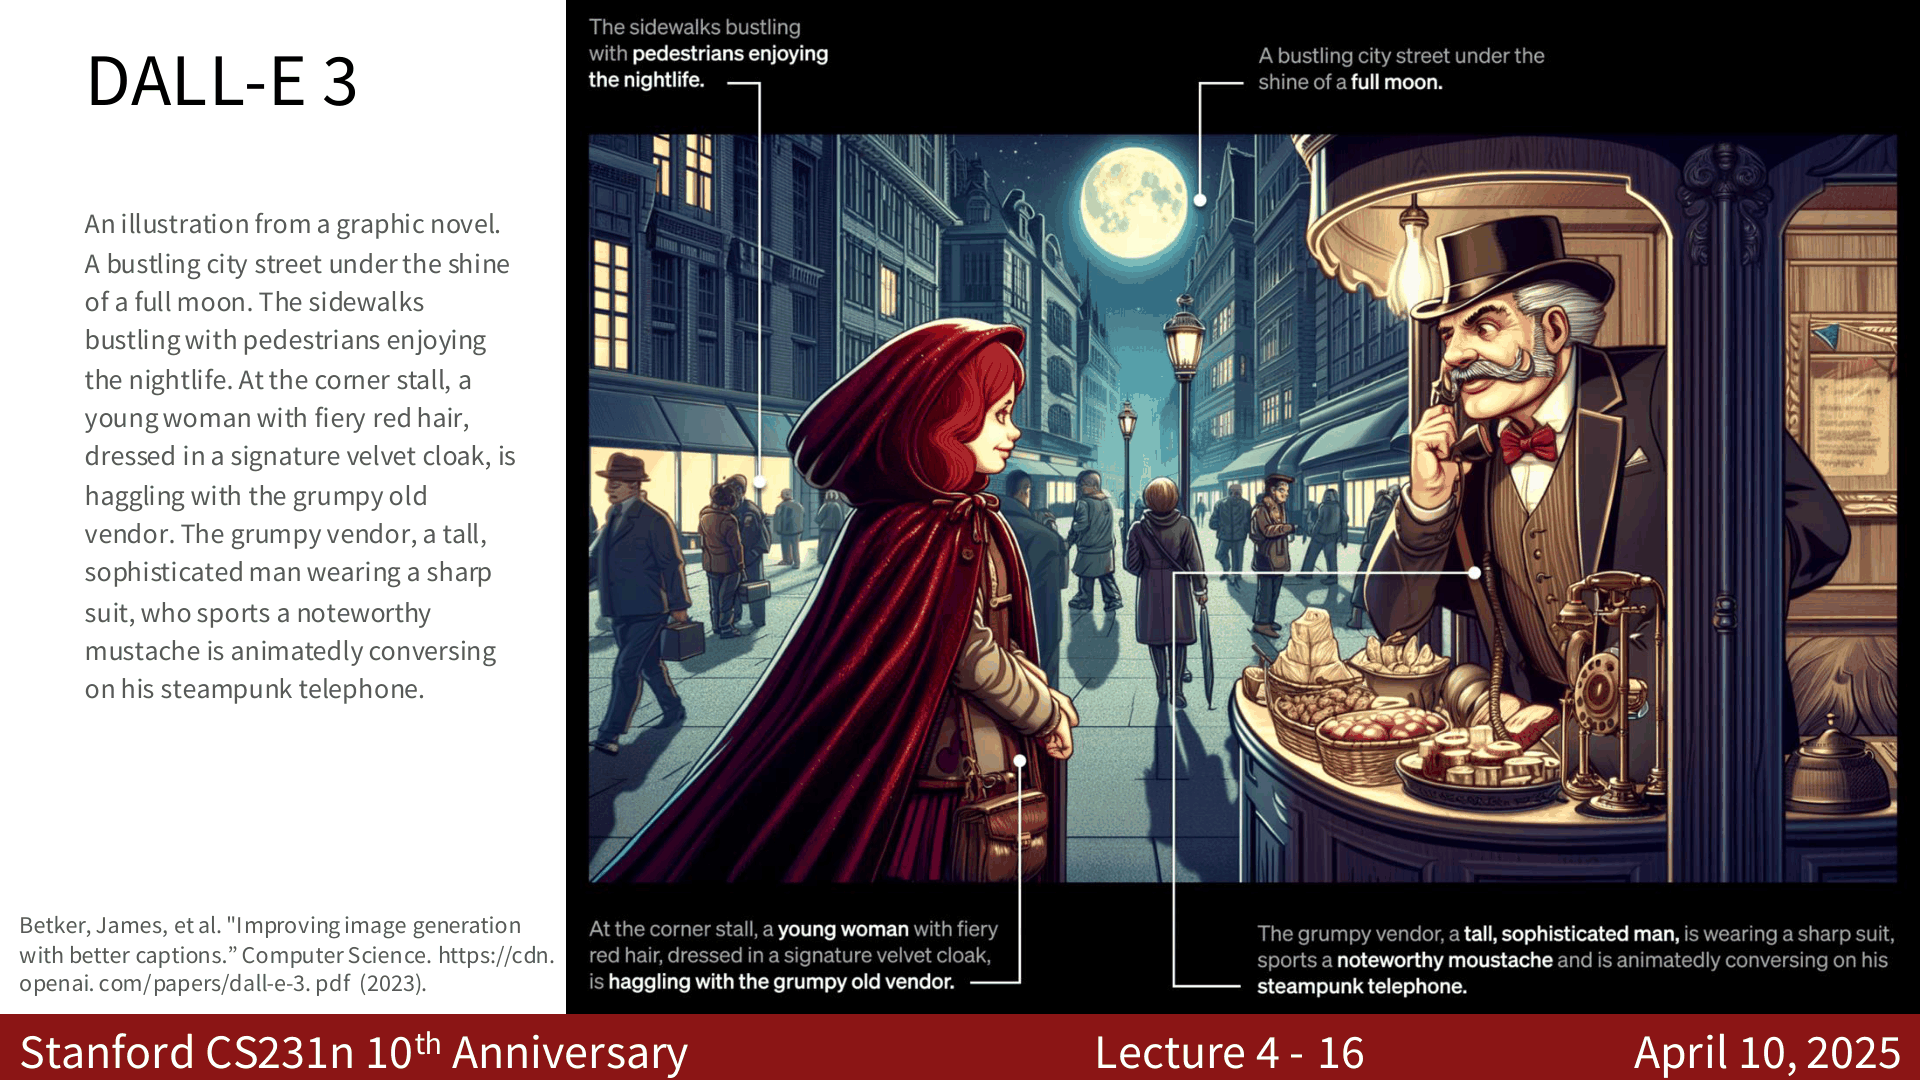 DALL-E 3
An illustration from a graphic novel.
A bustling city street under the shine
of a full moon. The sidewalks
bustling with pedestrians enjoying
the nightlife. At the corner stall, a
young woman with fiery red hair,
dressed in a signature velvet cloak, is
haggling with the grumpy old
vendor. The grumpy vendor, a tall,
sophisticated man wearing a sharp
suit, who sports a noteworthy
mustache is animatedly conversing
on his steampunk telephone.
Betker, James, et al. "Improving image generation
with better captions.” Computer Science. https://cdn.
openai. com/papers/dall-e-3. pdf (2023).
The sidewalks bustling
with pedestrians enjoying
the nightlife.
A bustling city street under the
shine of a full moon.
At the corner stall, a young woman with fiery
red hair, dressed in a signature velvet cloak,
is haggling with the grumpy old vendor.
The grumpy vendor, a tall, sophisticated man, is wearing a sharp suit,
sports a noteworthy moustache and is animatedly conversing on his
steampunk telephone.
Stanford CS231n 10th Anniversary
Lecture 4 - 16
April 10, 2025